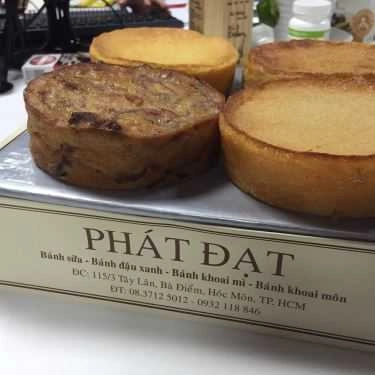 PHÁT ĐẠT
Bánh sữa - Bánh đậu xanh - Bánh khoai mì - Bánh khoai môn
ĐC: 115/3 Tây Lân, Bà Điểm, Hóc Môn, TP. HCM
ĐT: 08.3712 5012 - 0932 118 846